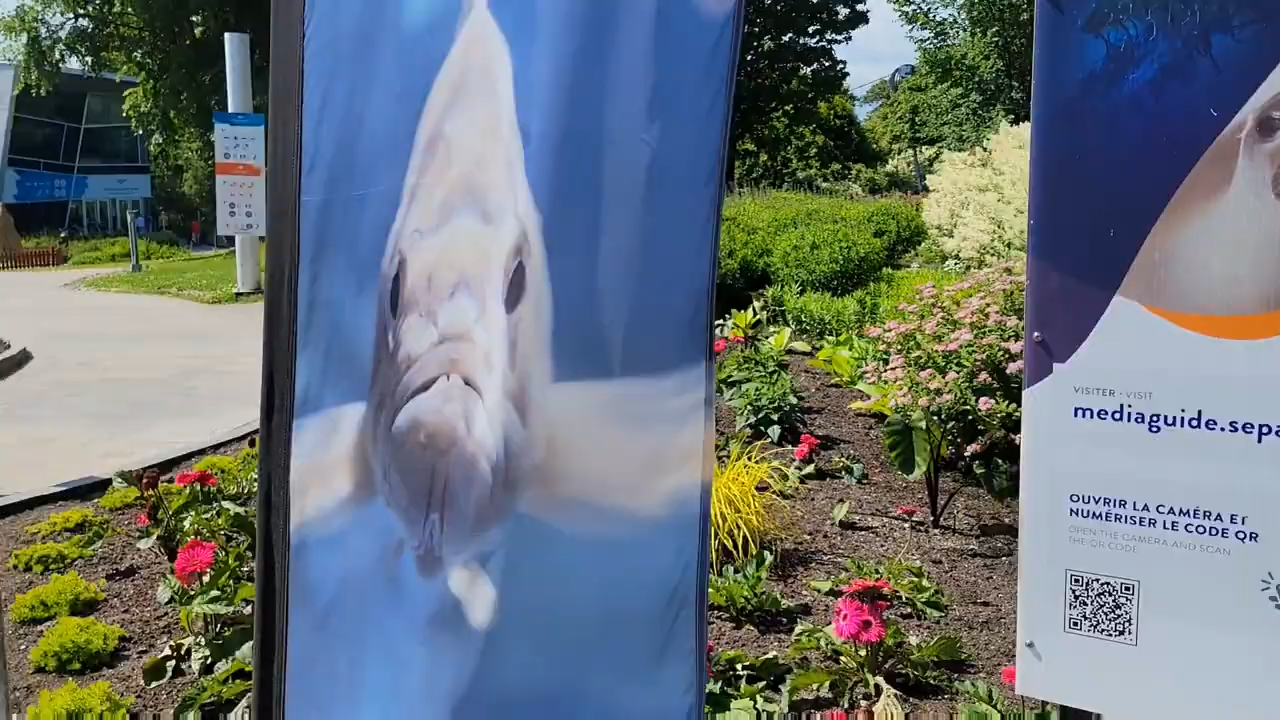 VISITER · VISIT
mediaguide.sepa
OUVRIR LA CAMÉRA ET
NUMÉRISER LE CODE QR
OPEN THE CAMERA AND SCAN
THE QR CODE